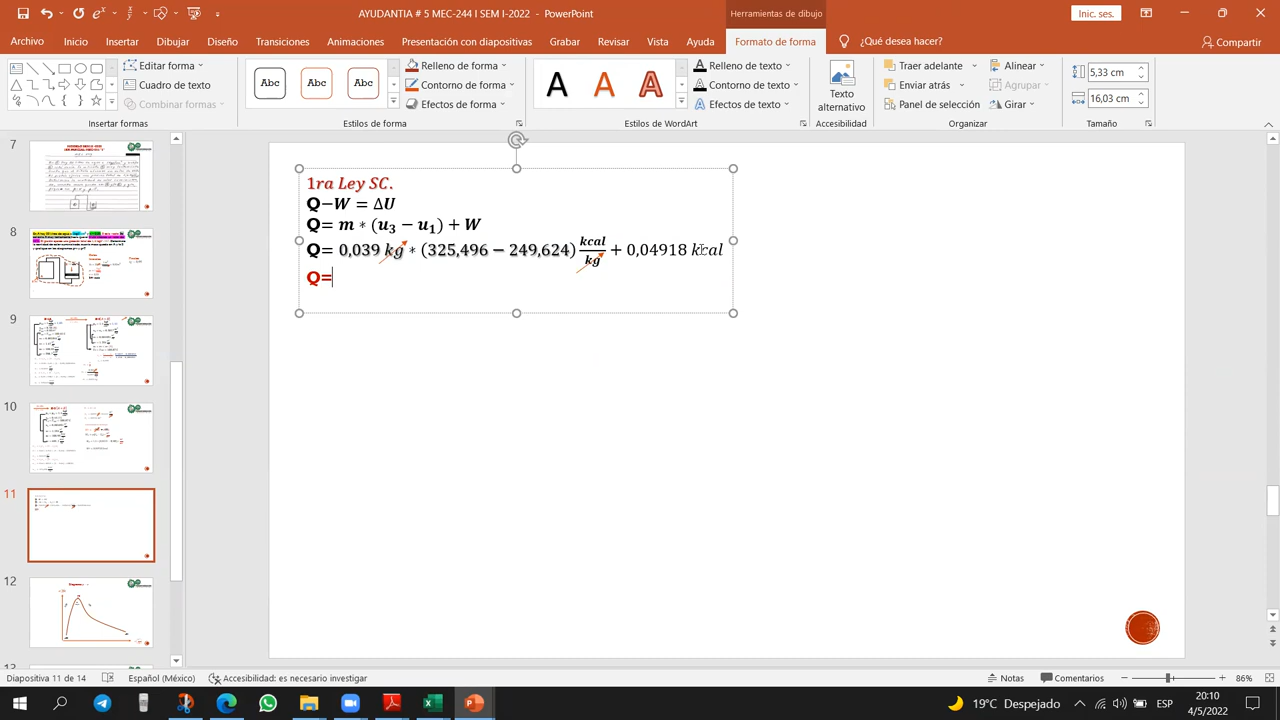 AYUDANTIA # 5 MEC-244 I SEM I-2022 - PowerPoint
Herramientas de dibujo
Inic. ses.
Archivo Inicio Insertar Dibujar Diseño Transiciones Animaciones Presentación con diapositivas Grabar Revisar Vista Ayuda Formato de forma ¿Qué desea hacer? Compartir
Editar forma
Cuadro de texto
Combinar formas
Insertar formas
Abc Abc Abc
Relleno de forma
Contorno de forma
Efectos de forma
Estilos de forma
A A A
Relleno de texto
Contorno de texto
Efectos de texto
Estilos de WordArt
Texto alternativo
Accesibilidad
Traer adelante
Enviar atrás
Panel de selección
Alinear
Agrupar
Girar
Organizar
5,33 cm
16,03 cm
Tamaño
7
8
9
10
11
12
1ra Ley SC.
Q−W = ΔU
Q= m ∗ (u₃ − u₁) + W
Q= 0,039 kg ∗ (325,496 − 249,624) kcal/kg + 0,04918 kcal
Q=
Diapositiva 11 de 14 Español (México) Accesibilidad: es necesario investigar Notas Comentarios 86%
19°C Despejado ESP 20:10
4/5/2022